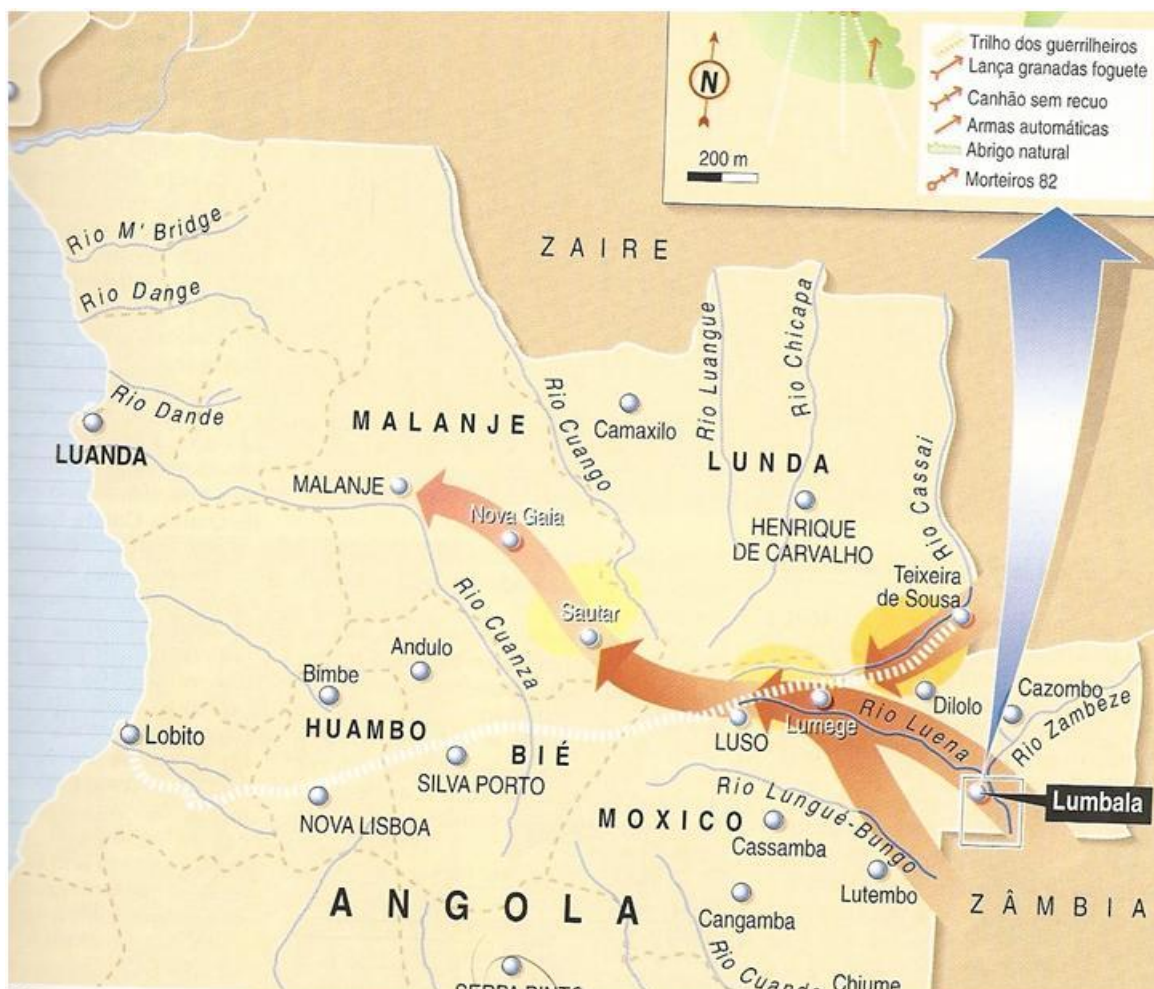 Trilho dos guerrilheiros
Lança granadas foguete
Canhão sem recuo
Armas automáticas
Abrigo natural
Morteiros 82
N
200 m
ZAIRE
Rio M' Bridge
Rio Dange
Rio Dande
LUANDA
MALANJE
MALANJE
Rio Cuango
Camaxilo
Rio Luangue
Rio Chicapa
LUNDA
HENRIQUE
DE CARVALHO
Rio Cassai
Teixeira
de Sousa
Nova Gaia
Sautar
Rio Cuanza
Andulo
Bimbe
HUAMBO
Lobito
BIÉ
SILVA PORTO
NOVA LISBOA
LUSO
Lumege
Dilolo
Rio Luena
Cazombo
Rio Zambeze
Lumbala
MOXICO
Rio Lungué-Bungo
Cassamba
Lutembo
Cangamba
ANGOLA
ZÂMBIA
Rio Cuando
Chiume
SERPA PINTO